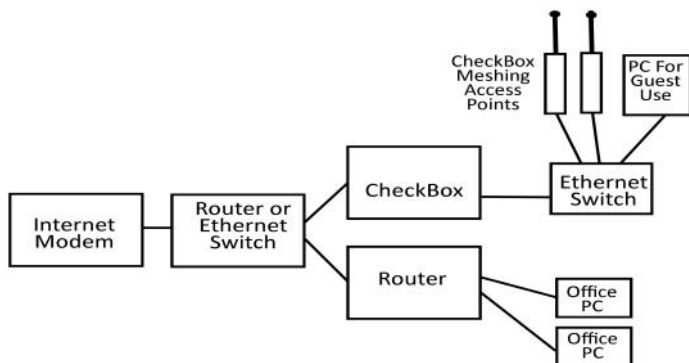 CheckBox
Meshing
Access
Points
PC For
Guest
Use
CheckBox
Ethernet
Switch
Router or
Ethernet
Switch
Internet
Modem
Router
Office
PC
Office
PC